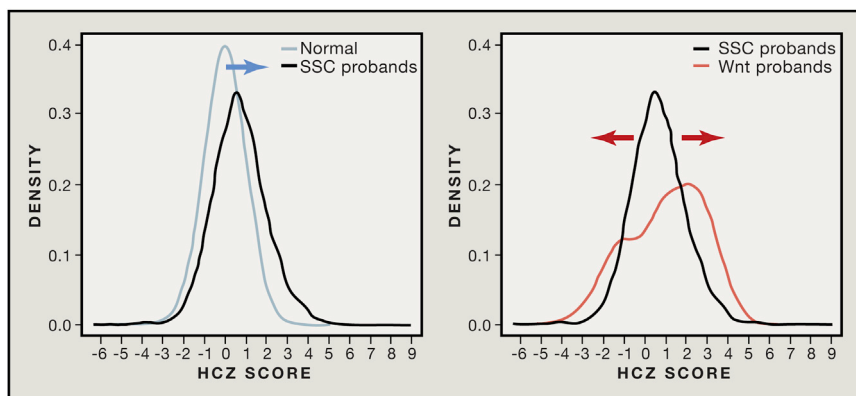 Normal
SSC probands
0.4
0.3
0.2
0.1
0.0
DENSITY
-6 -5 -4 -3 -2 -1 0 1 2 3 4 5 6 7 8 9
HCZ SCORE
SSC probands
Wnt probands
0.4
0.3
0.2
0.1
0.0
DENSITY
-6 -5 -4 -3 -2 -1 0 1 2 3 4 5 6 7 8 9
HCZ SCORE